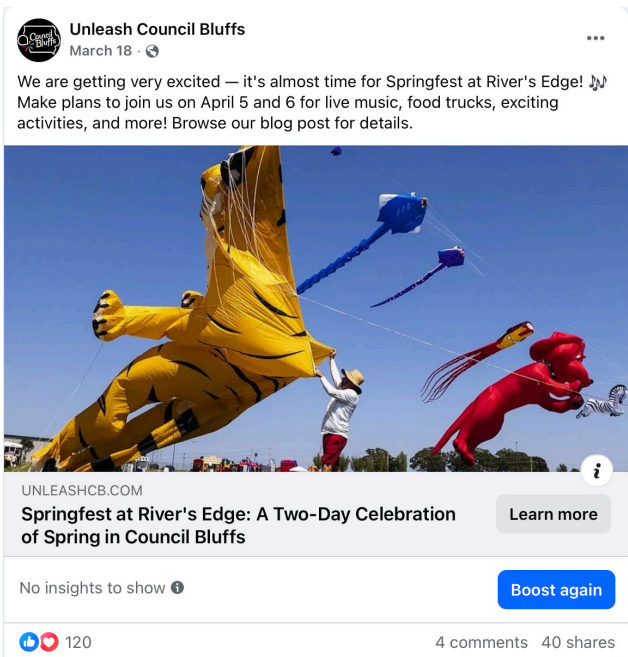 Council
Bluffs
Unleash Council Bluffs
March 18 ·
We are getting very excited — it's almost time for Springfest at River's Edge! 🎶
Make plans to join us on April 5 and 6 for live music, food trucks, exciting
activities, and more! Browse our blog post for details.
UNLEASHCB.COM
Springfest at River's Edge: A Two-Day Celebration
of Spring in Council Bluffs
Learn more
No insights to show
Boost again
120
4 comments 40 shares